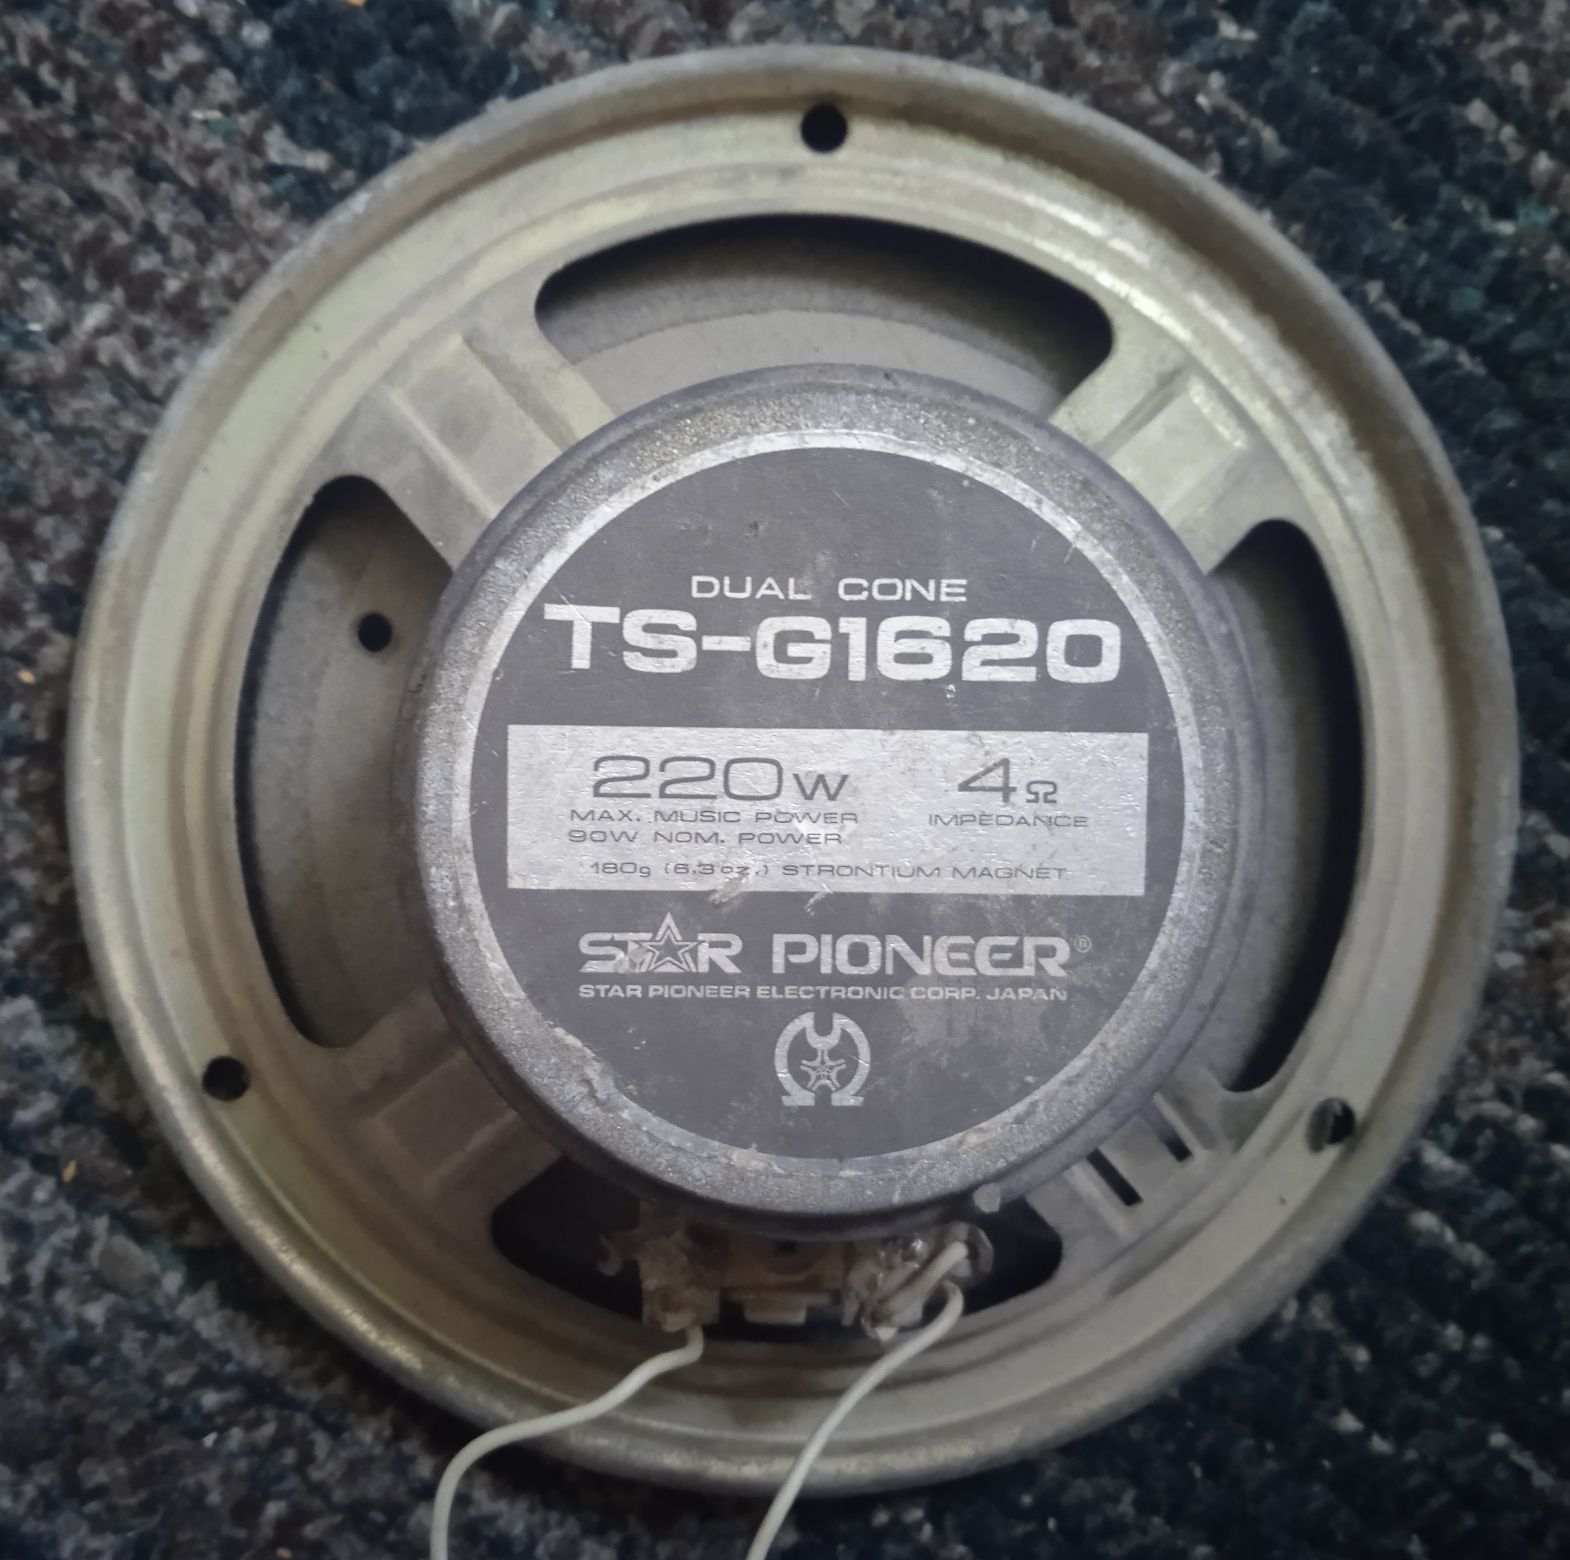 DUAL CONE
TS-G1620
220W 4Ω
MAX. MUSIC POWER IMPEDANCE
90W NOM. POWER
180g (6.3oz.) STRONTIUM MAGNET
STAR PIONEER®
STAR PIONEER ELECTRONIC CORP. JAPAN